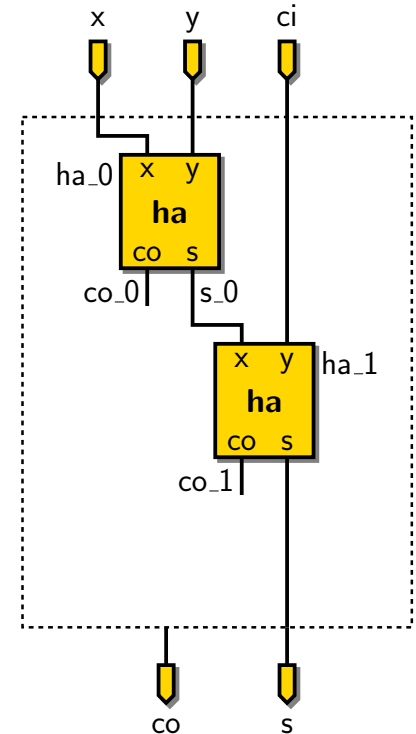 x y ci
ha_0
x y
ha
co s
co_0
s_0
x y
ha_1
ha
co s
co_1
co s